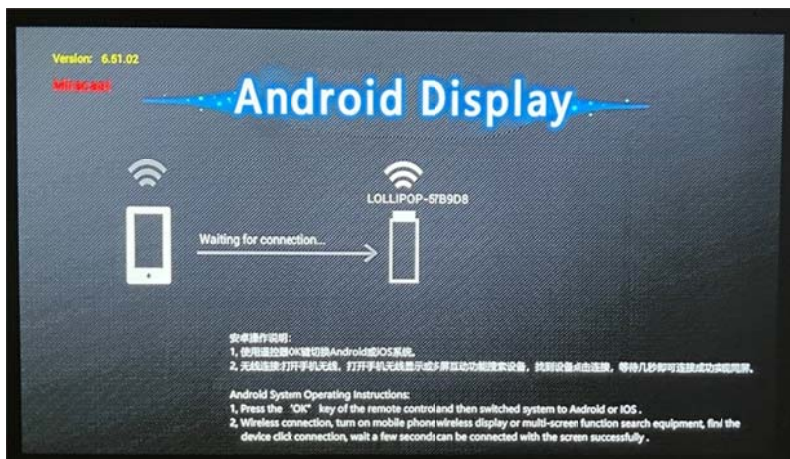 Version: 6.51.02
Miracast
Android Display
LOLLIPOP-57B9D8
Waiting for connection...
安卓操作说明:
1, 使用遥控器OK键切换Android或iOS系统。
2, 无线连接:打开手机无线, 打开手机无线显示或多屏互动功能搜索设备, 找到设备点击连接, 等待几秒即可连接成功实现同屏。
Android System Operating Instructions:
1, Press the "OK" key of the remote controland then switched system to Aadroid or IOS .
2, Wireless connection, turn on mobile phonewireless display or multi-screen function search equipment, find the
device click connection, wait a few seconds can be connected with the screen successfully .